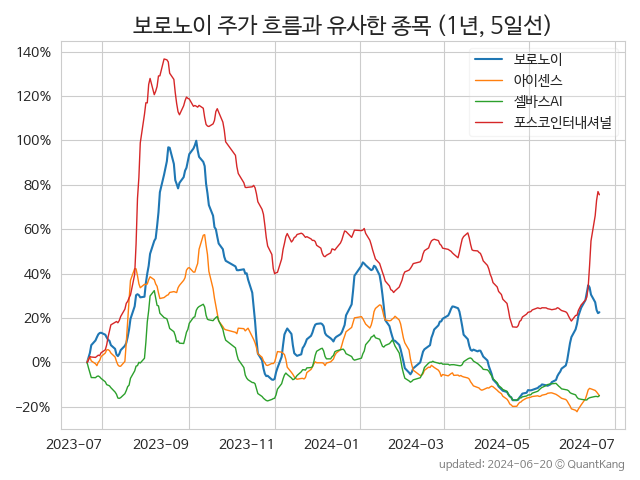 보로노이 주가 흐름과 유사한 종목 (1년, 5일선)
140%
120%
100%
80%
60%
40%
20%
0%
−20%
보로노이
아이센스
셀바스AI
포스코인터내셔널
2023-07
2023-09
2023-11
2024-01
2024-03
2024-05
2024-07
updated: 2024-06-20 © QuantKang